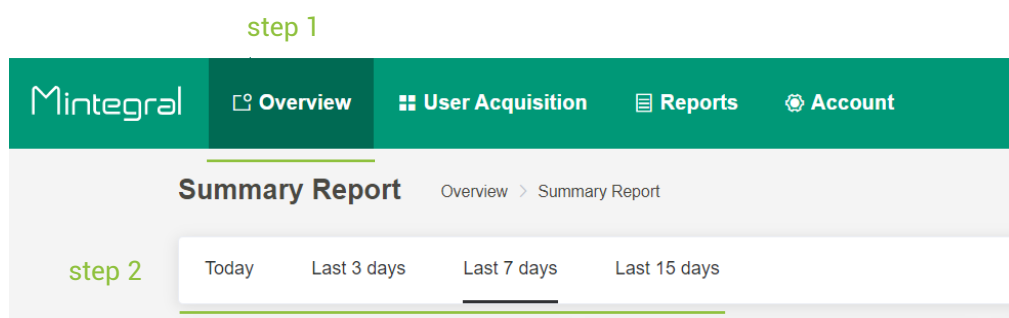 step 1
Mintegral Overview User Acquisition Reports Account
Summary Report Overview > Summary Report
step 2 Today Last 3 days Last 7 days Last 15 days